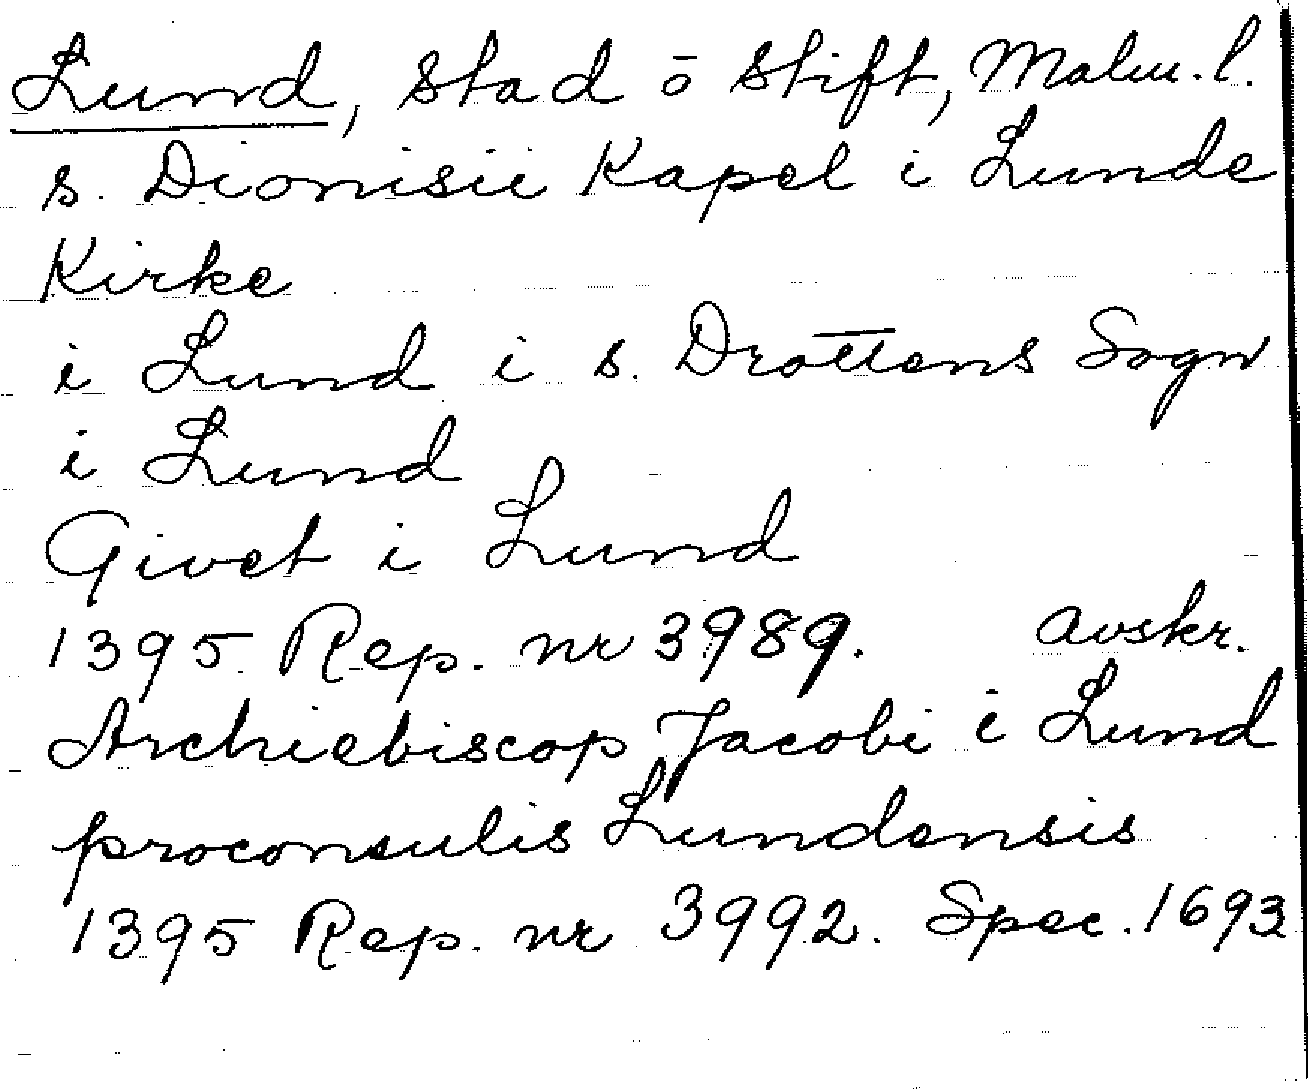 Lund, stad ō stift, Malm. l.
s. Dionisii Kapel i Lunde
Kirke
i Lund i s. Drottens Sogn
i Lund
Givet i Lund
1395 Rep. nr 3989. avskr.
Archiebiscop Jacobi i Lund
proconsulis Lundensis
1395 Rep. nr 3992. Spec. 1693